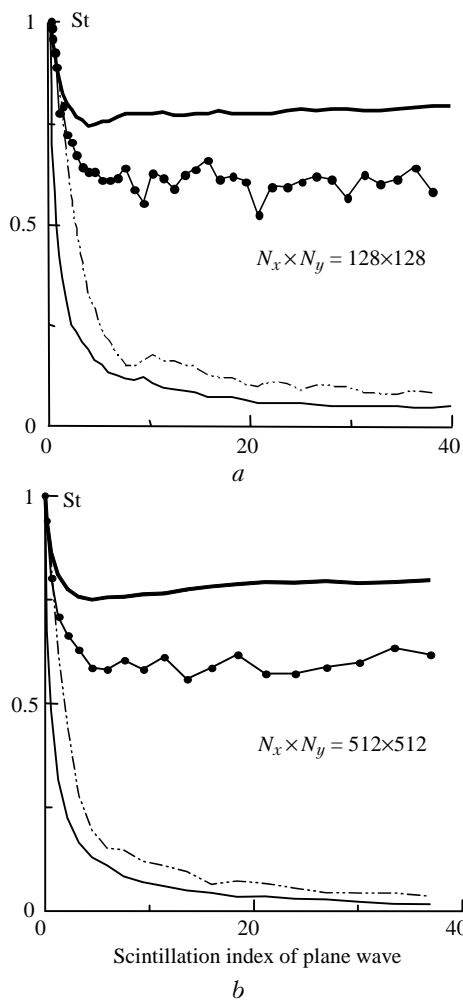 1 St
0.5
N_x × N_y = 128×128
0
0 20 40
a
1 St
0.5
N_x × N_y = 512×512
0
0 20 40
Scintillation index of plane wave
b